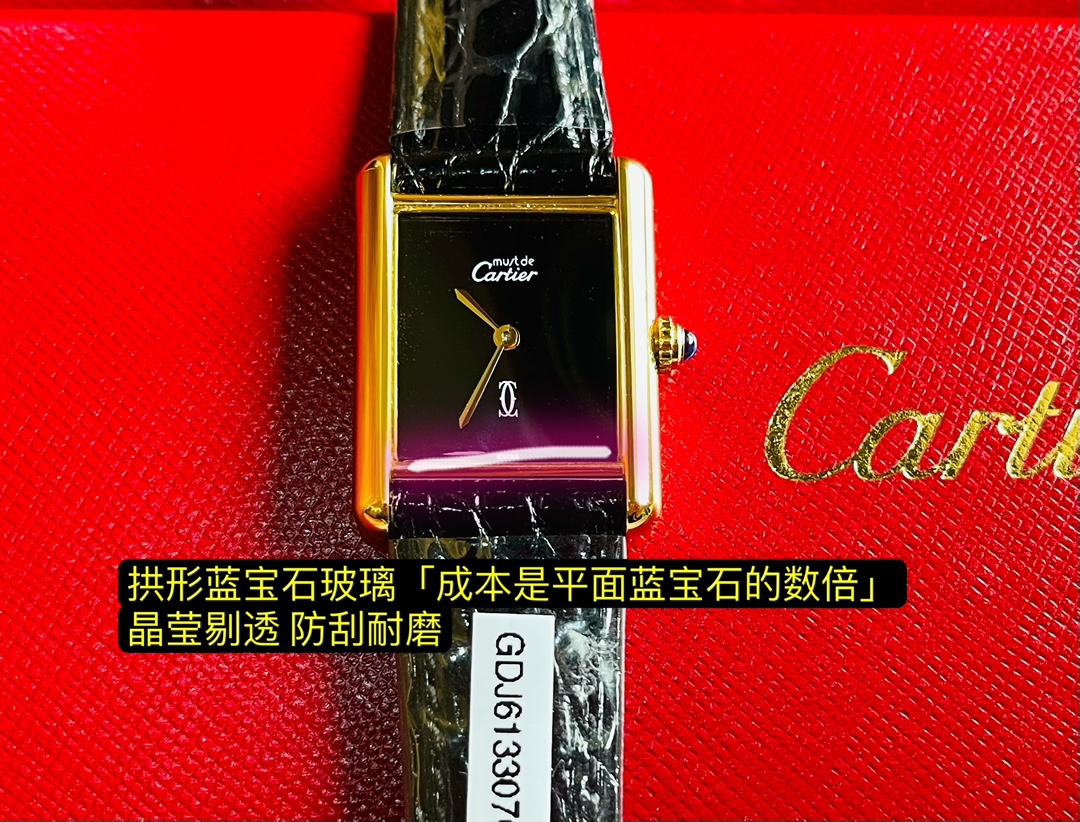 must de
Cartier
Cart
拱形蓝宝石玻璃「成本是平面蓝宝石的数倍」
晶莹剔透 防刮耐磨
GDJ613307